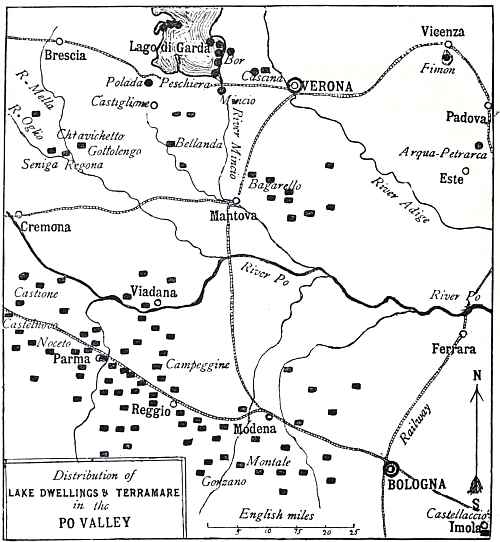 Vicenza
Lago di Garda
Bor
Brescia
Cascina
Fimon
Polada
Peschiera
VERONA
R. Mella
Castiglione
Mincio
Padova
R. Oglio
River Mincio
Chiavichetto
Bellanda
Gottolengo
Arqua-Petrarca
Seniga Regona
Bagarello
Este
River Adige
Mantova
Cremona
River Po
Castione
Viadana
River Po
Castelnovo
Noceto
Ferrara
Parma
Campeggine
N
Reggio
Railway
Modena
Montale
Distribution of
LAKE DWELLINGS & TERRAMARE
in the
PO VALLEY
Gorzano
BOLOGNA
S
English miles
Castellaccio
5 10 15 20 25
Imola